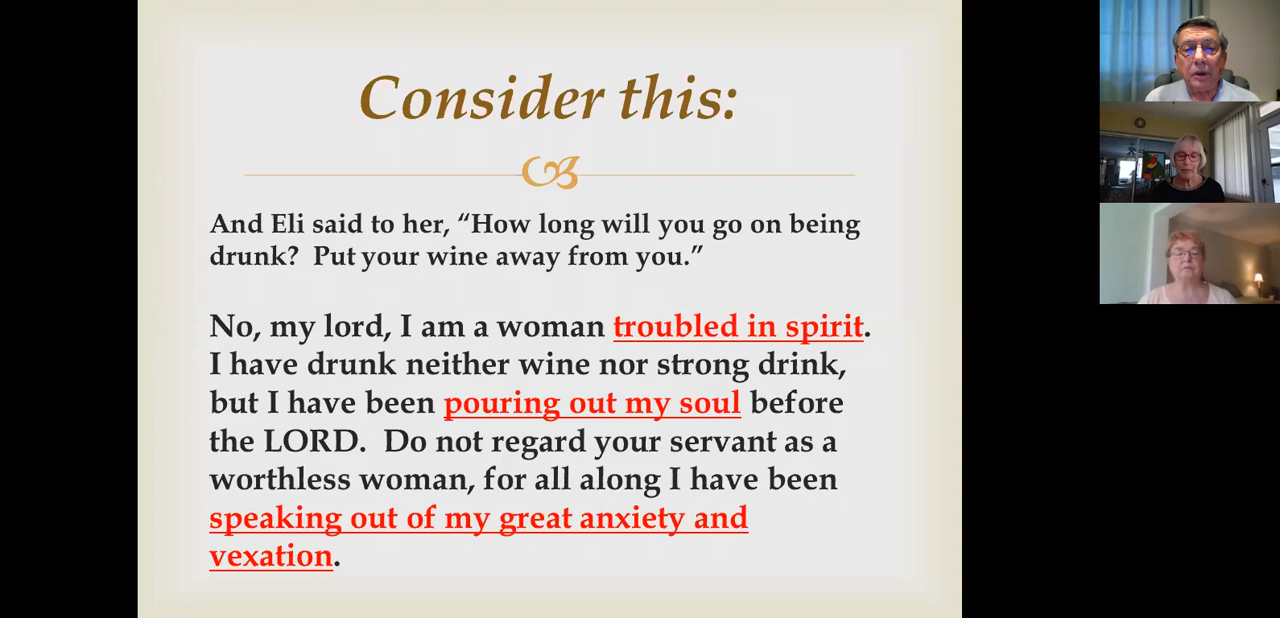 Consider this:
And Eli said to her, “How long will you go on being
drunk?  Put your wine away from you.”
No, my lord, I am a woman troubled in spirit.
I have drunk neither wine nor strong drink,
but I have been pouring out my soul before
the LORD.  Do not regard your servant as a
worthless woman, for all along I have been
speaking out of my great anxiety and
vexation.